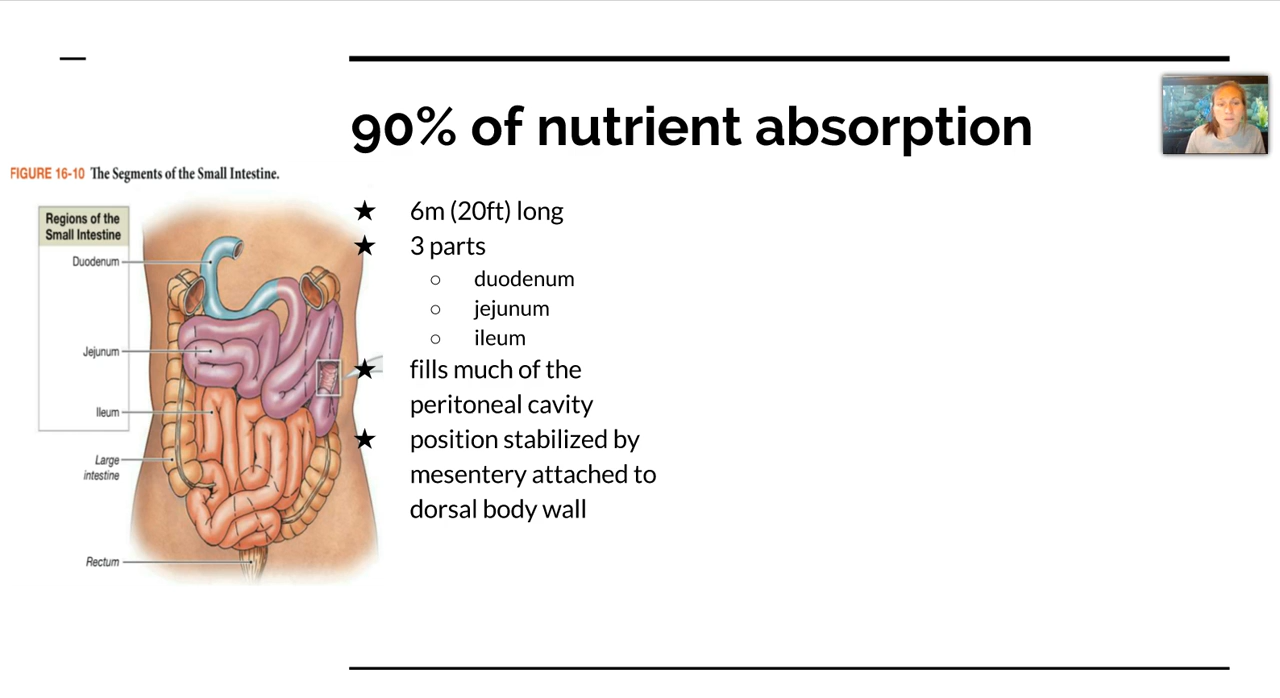 90% of nutrient absorption
FIGURE 16-10 The Segments of the Small Intestine.
Regions of the
Small Intestine
Duodenum
Jejunum
Ileum
Large
intestine
Rectum
★ 6m (20ft) long
★ 3 parts
○ duodenum
○ jejunum
○ ileum
★ fills much of the
peritoneal cavity
★ position stabilized by
mesentery attached to
dorsal body wall